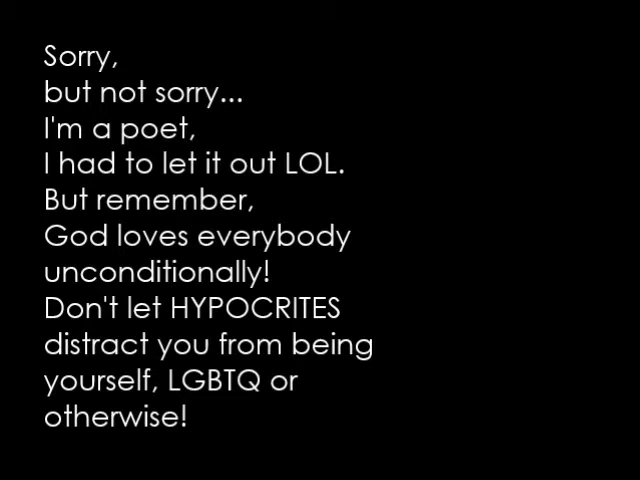 Sorry,
but not sorry...
I'm a poet,
I had to let it out LOL.
But remember,
God loves everybody
unconditionally!
Don't let HYPOCRITES
distract you from being
yourself, LGBTQ or
otherwise!